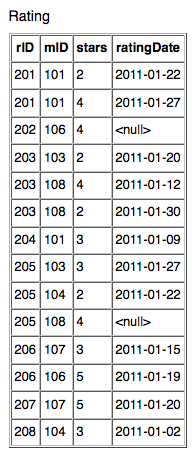 Rating
rID mID stars ratingDate
201 101 2 2011-01-22
201 101 4 2011-01-27
202 106 4 <null>
203 103 2 2011-01-20
203 108 4 2011-01-12
203 108 2 2011-01-30
204 101 3 2011-01-09
205 103 3 2011-01-27
205 104 2 2011-01-22
205 108 4 <null>
206 107 3 2011-01-15
206 106 5 2011-01-19
207 107 5 2011-01-20
208 104 3 2011-01-02